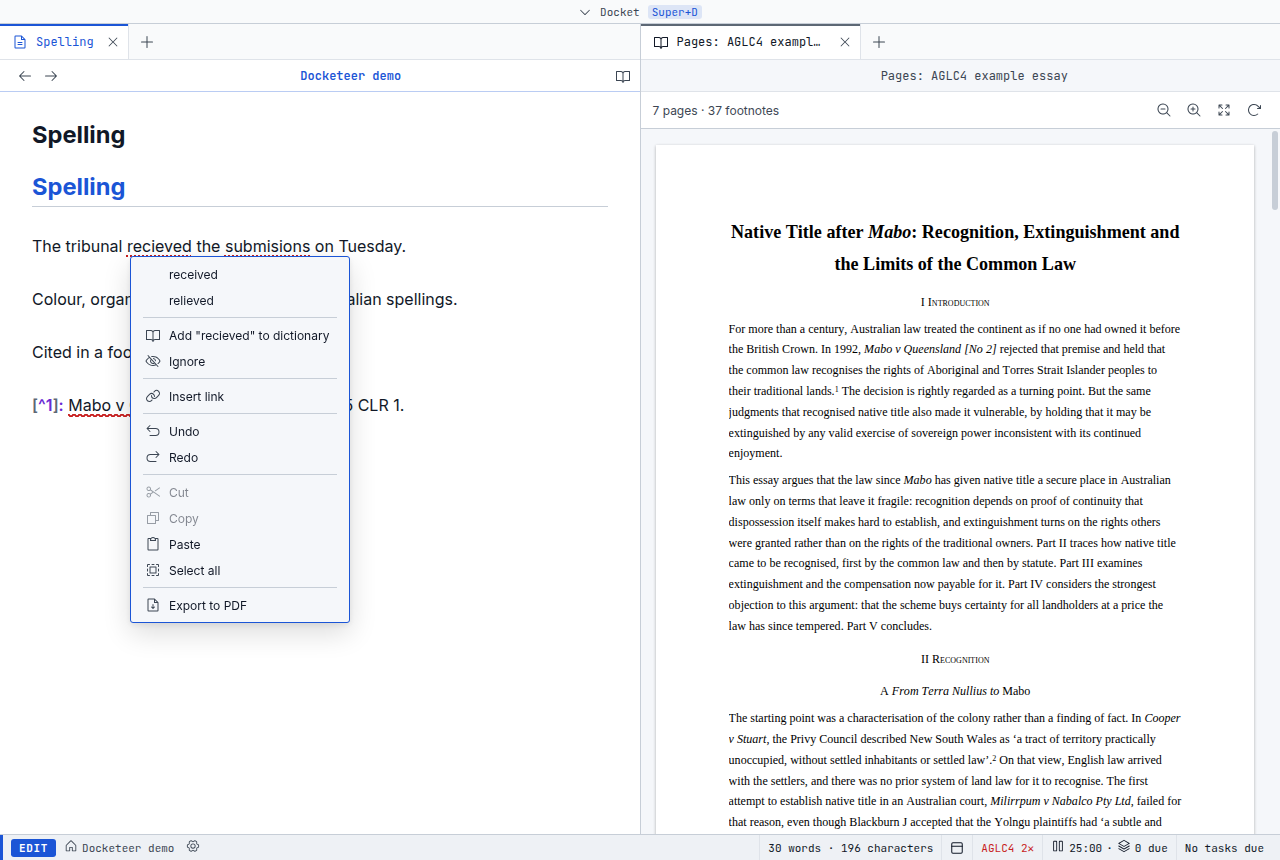 Docket Super+D
Spelling
Pages: AGLC4 exampl…
Docketeer demo
Pages: AGLC4 example essay
Spelling
Spelling
The tribunal recieved the submisions on Tuesday.
Colour, orgar
alian spellings.
Cited in a foo
[^1]: Mabo v
5 CLR 1.
received
relieved
Add "recieved" to dictionary
Ignore
Insert link
Undo
Redo
Cut
Copy
Paste
Select all
Export to PDF
7 pages · 37 footnotes
Native Title after Mabo: Recognition, Extinguishment and
the Limits of the Common Law
I Introduction
For more than a century, Australian law treated the continent as if no one had owned it before
the British Crown. In 1992, Mabo v Queensland [No 2] rejected that premise and held that
the common law recognises the rights of Aboriginal and Torres Strait Islander peoples to
their traditional lands.1 The decision is rightly regarded as a turning point. But the same
judgments that recognised native title also made it vulnerable, by holding that it may be
extinguished by any valid exercise of sovereign power inconsistent with its continued
enjoyment.
This essay argues that the law since Mabo has given native title a secure place in Australian
law only on terms that leave it fragile: recognition depends on proof of continuity that
dispossession itself makes hard to establish, and extinguishment turns on the rights others
were granted rather than on the rights of the traditional owners. Part II traces how native title
came to be recognised, first by the common law and then by statute. Part III examines
extinguishment and the compensation now payable for it. Part IV considers the strongest
objection to this argument: that the scheme buys certainty for all landholders at a price the
law has since tempered. Part V concludes.
II Recognition
A From Terra Nullius to Mabo
The starting point was a characterisation of the colony rather than a finding of fact. In Cooper
v Stuart, the Privy Council described New South Wales as ‘a tract of territory practically
unoccupied, without settled inhabitants or settled law’.2 On that view, English law arrived
with the settlers, and there was no prior system of land law for it to recognise. The first
attempt to establish native title in an Australian court, Milirrpum v Nabalco Pty Ltd, failed for
that reason, even though Blackburn J accepted that the Yolngu plaintiffs had ‘a subtle and
EDIT Docketeer demo
30 words · 196 characters AGLC4 2× 25:00 · 0 due No tasks due